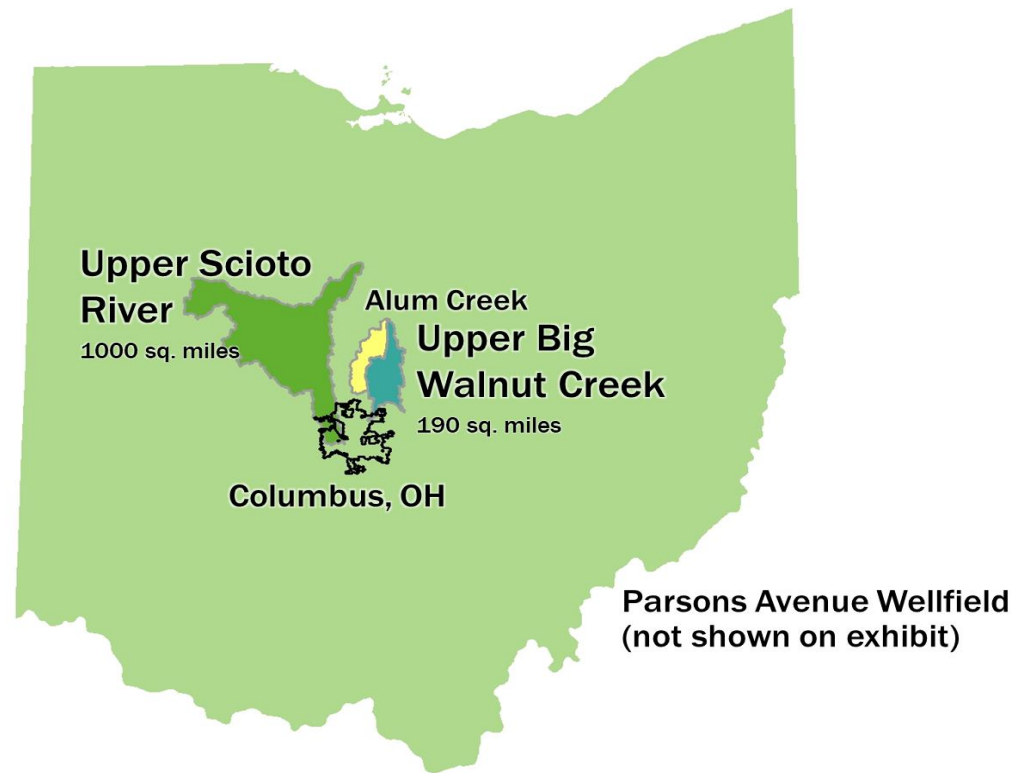 Upper Scioto
River
1000 sq. miles
Alum Creek
Upper Big
Walnut Creek
190 sq. miles
Columbus, OH
Parsons Avenue Wellfield
(not shown on exhibit)